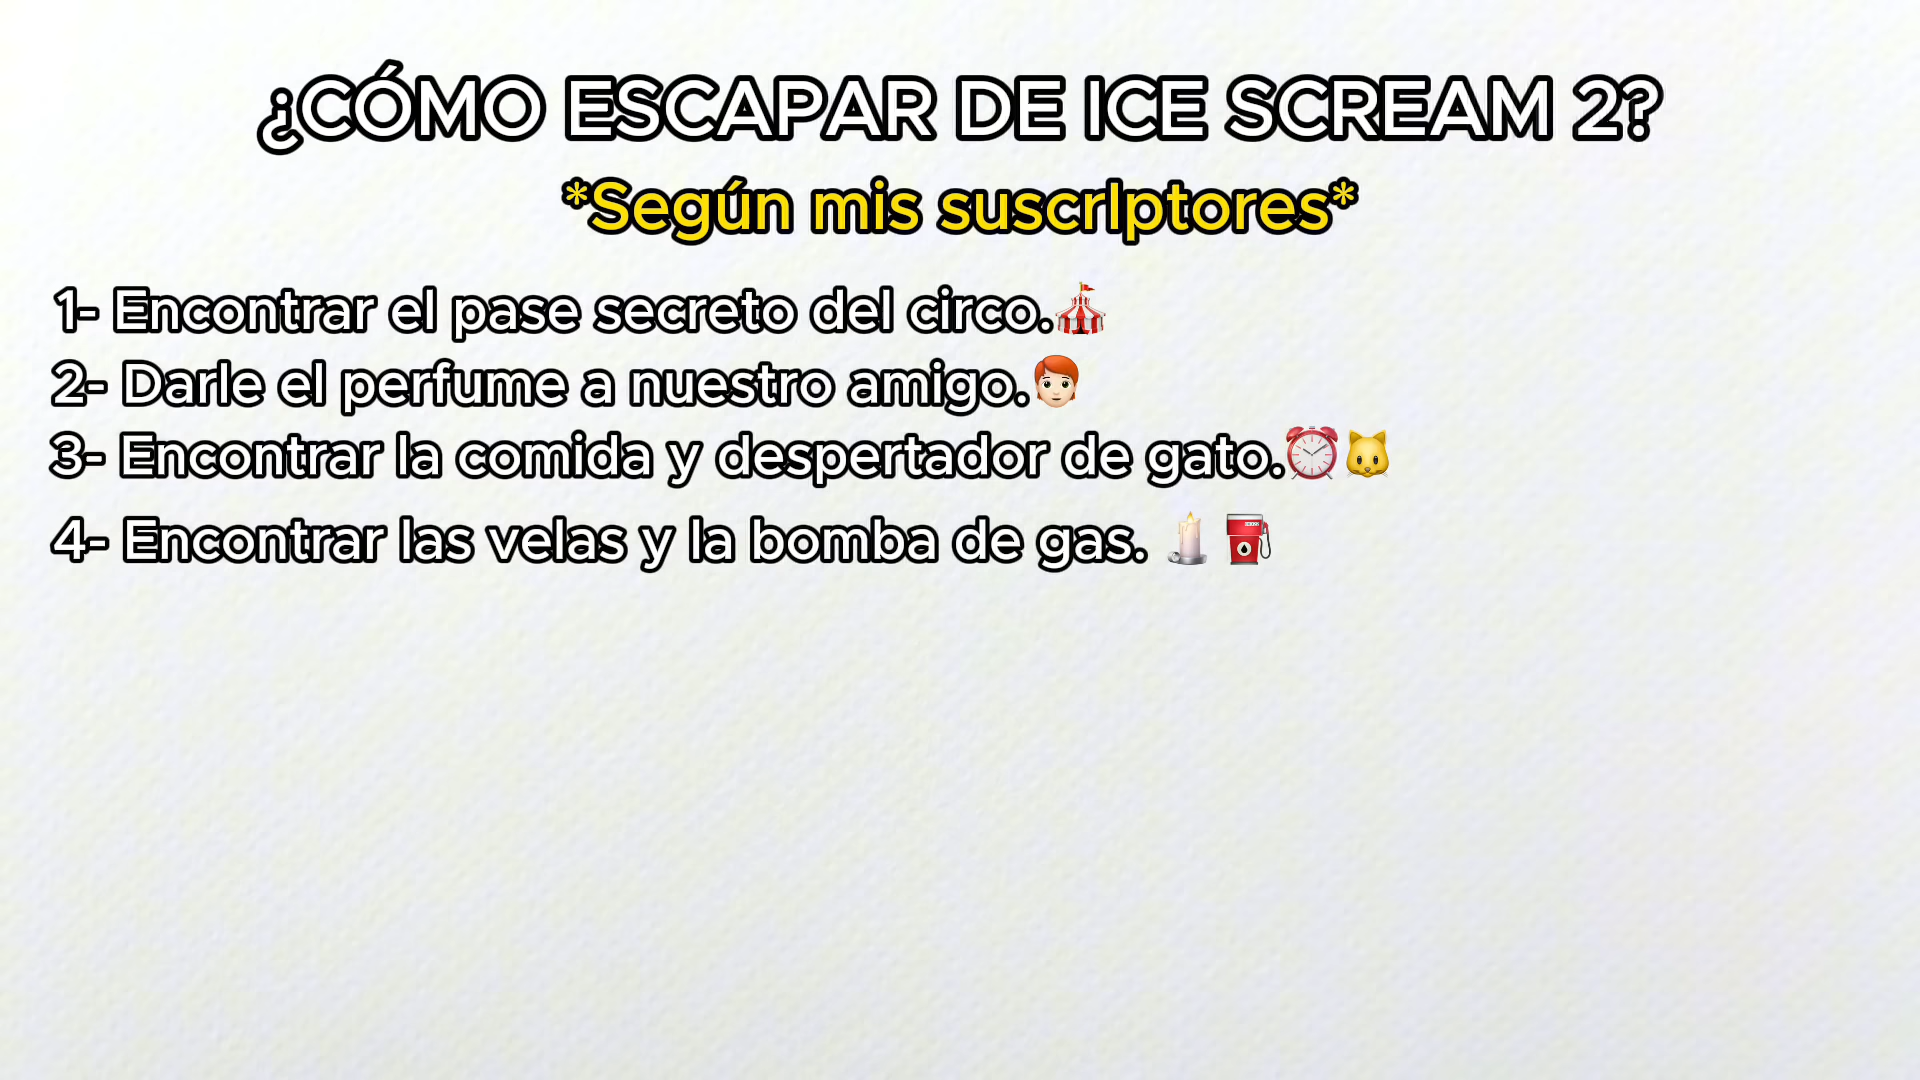 ¿CÓMO ESCAPAR DE ICE SCREAM 2?
*Según mis suscrIptores*
1- Encontrar el pase secreto del circo.🎪
2- Darle el perfume a nuestro amigo.🧑🏻‍🦰
3- Encontrar la comida y despertador de gato.⏰🐱
4- Encontrar las velas y la bomba de gas. 🕯️ ⛽